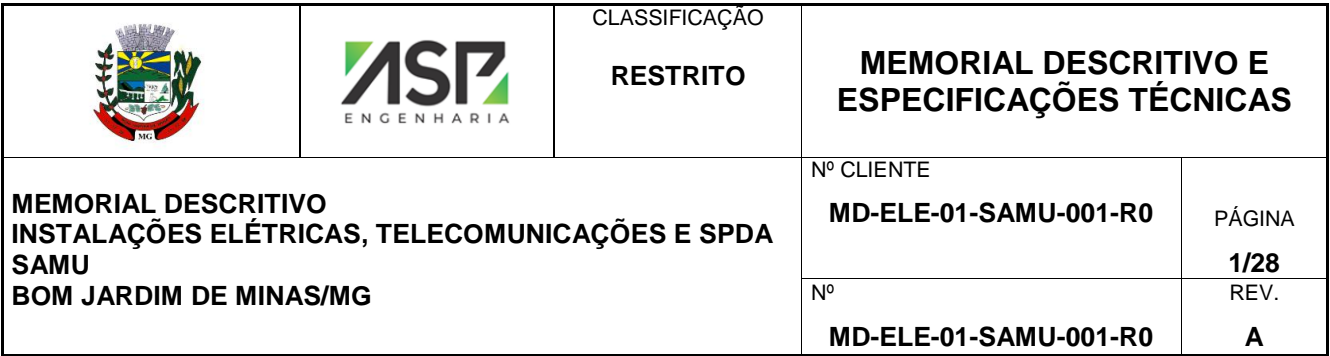 MG
ASP
ENGENHARIA
CLASSIFICAÇÃO
RESTRITO
MEMORIAL DESCRITIVO E
ESPECIFICAÇÕES TÉCNICAS
MEMORIAL DESCRITIVO
INSTALAÇÕES ELÉTRICAS, TELECOMUNICAÇÕES E SPDA
SAMU
BOM JARDIM DE MINAS/MG
Nº CLIENTE
MD-ELE-01-SAMU-001-R0
PÁGINA
1/28
Nº
MD-ELE-01-SAMU-001-R0
REV.
A